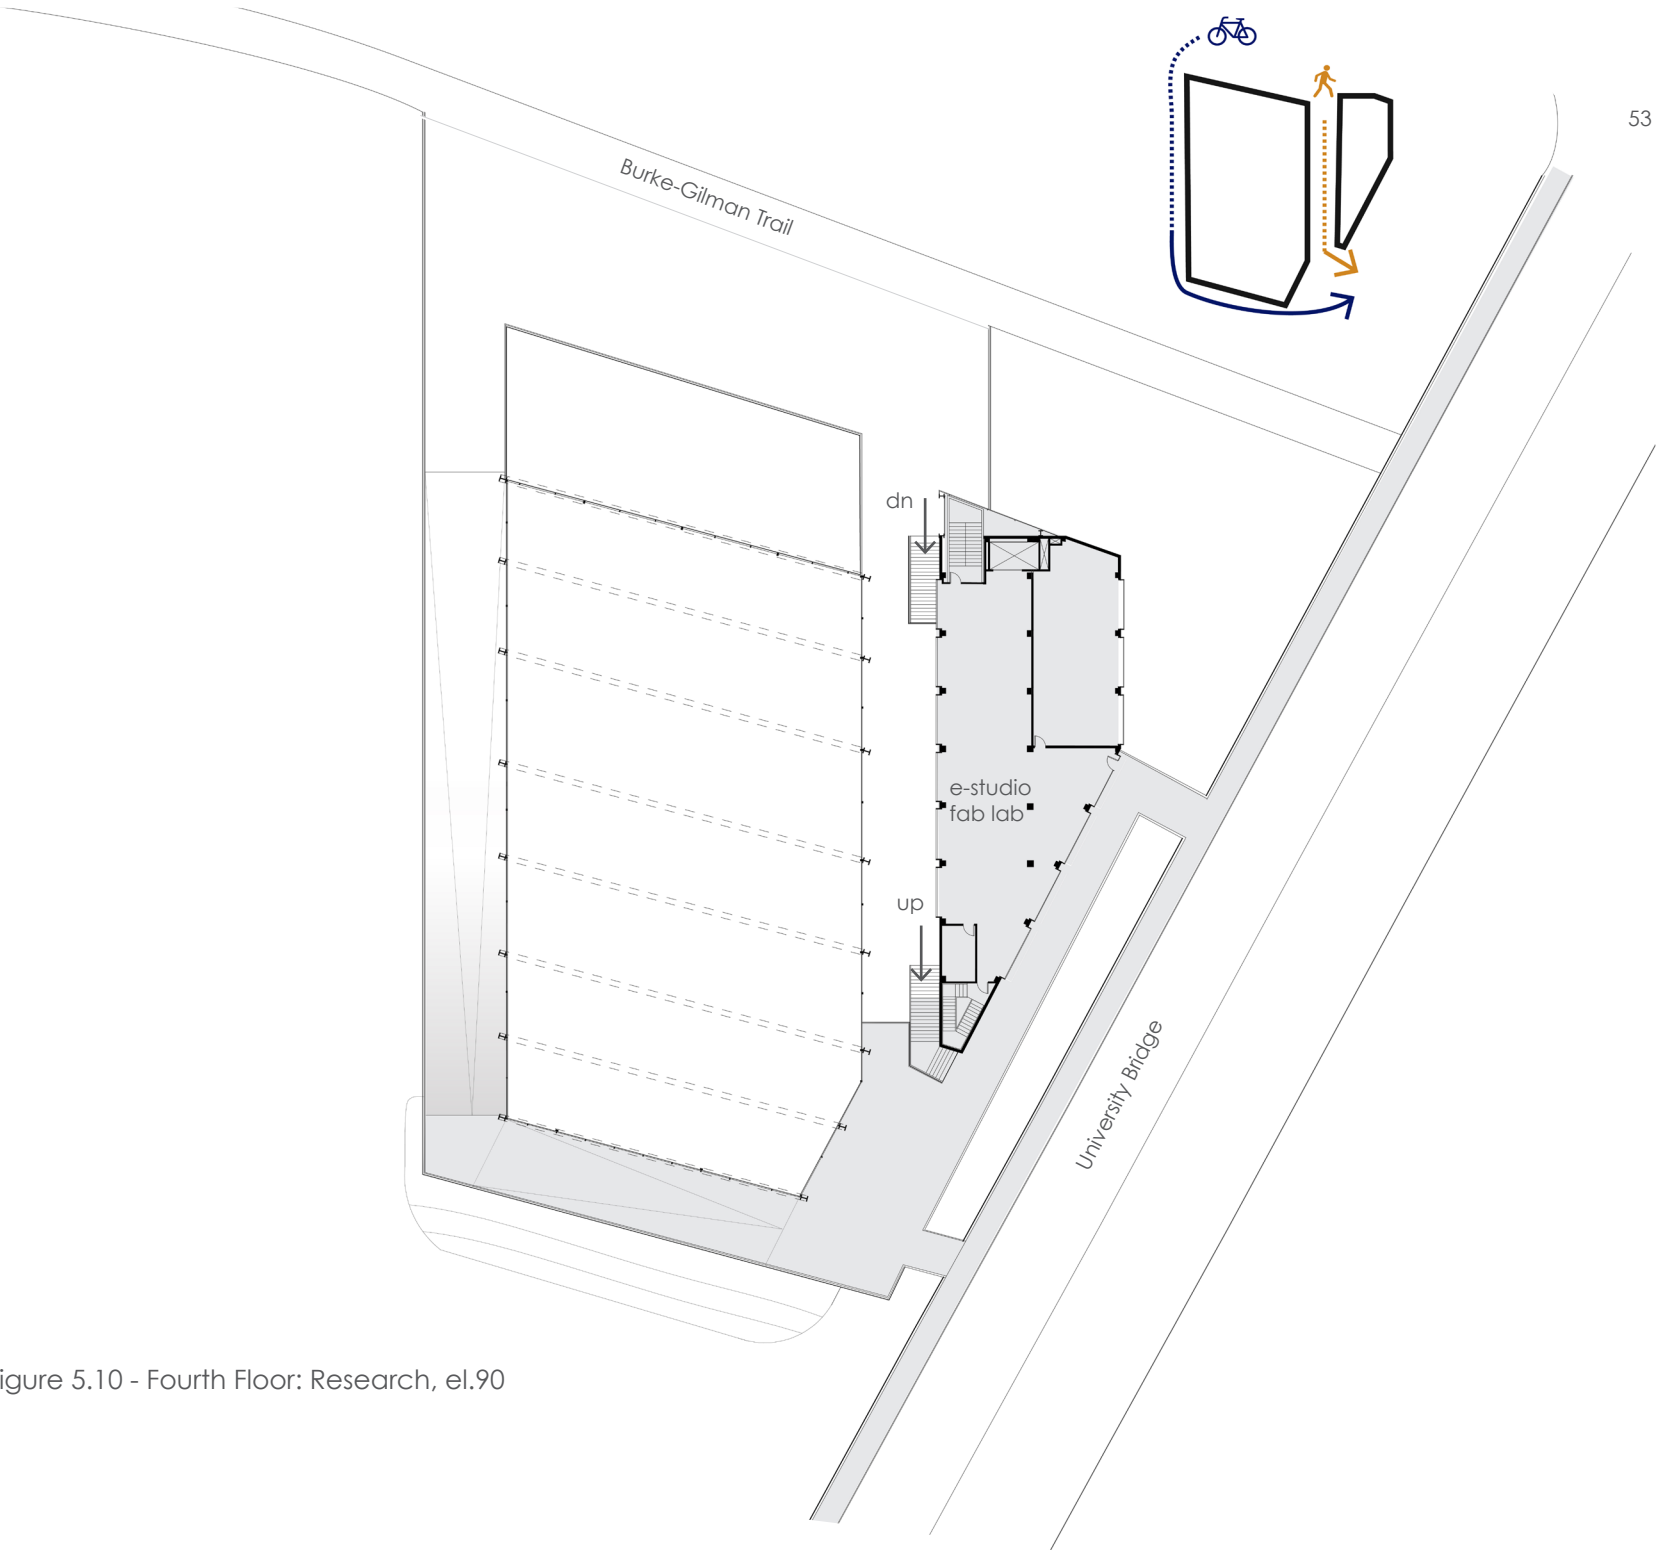 53
Burke-Gilman Trail
dn
e-studio
fab lab
up
University Bridge
igure 5.10 - Fourth Floor: Research, el.90